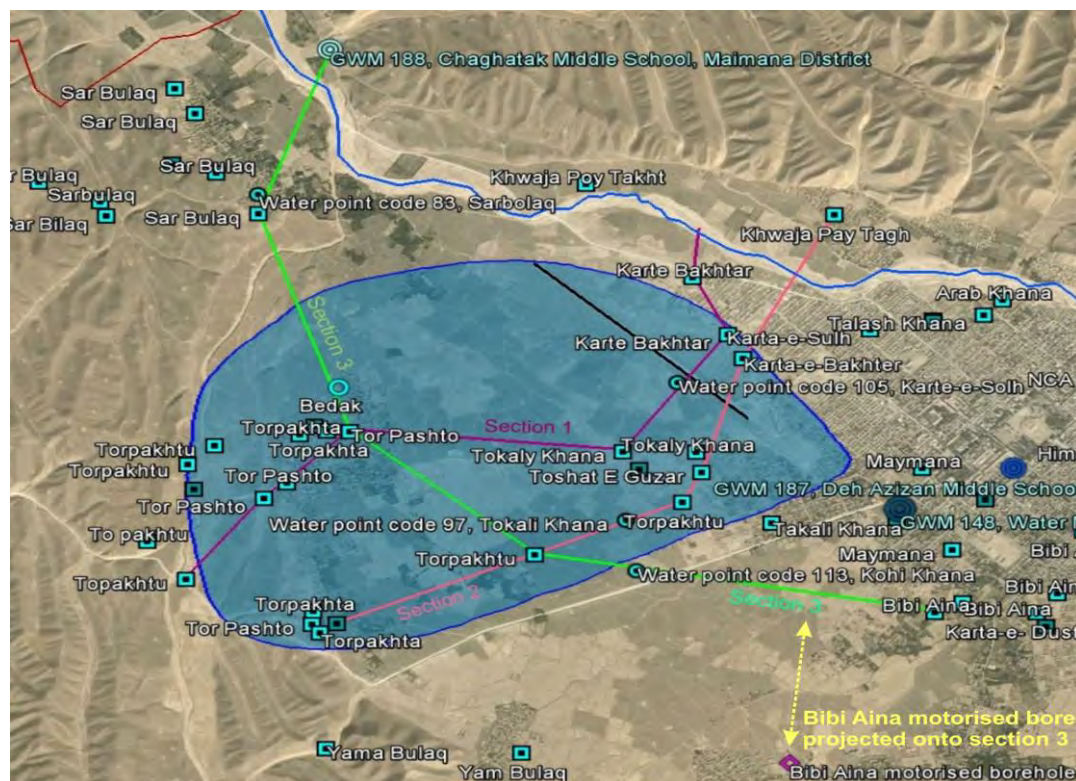 GWM 188, Chaghatak Middle School, Maimana District
Sar Bulaq
Sar Bulaq
Sar Bulaq
r Bulaq
Sarbulaq
Sar Bilaq
Sar Bulaq
Water point code 83, Sarbolaq
Khwaja Poy Takht
Khwaja Pay Tagh
Karte Bakhtar
Arab Khana
Talash Khana
Karte Bakhtar
Karta-e-Sulh
Karta-e-Bakhter
Section 3
Water point code 105, Karte-e-Solh
NCA
Bedak
Torpakhta
Tor Pashto
Section 1
Torpakhtu
Torpakhta
Tokaly Khana
Tokaly Khana
Torpakhtu
Tor Pashto
Toshat E Guzar
Maymana
Him
Tor Pashto
GWM 187, Deh Azizan Middle School
Water point code 97, Tokali Khana
Torpakhtu
Takali Khana
GWM 148, Water
To pakhtu
Torpakhtu
Maymana
Bibi A
Topakhtu
Water point code 113, Kohi Khana
Bibi Ain
Torpakhta
Section 2
Section 3
Bibi Aina
Bibi Aina
Tor Pashto
Torpakhta
Karta-e- Dust
Bibi Aina motorised bore
projected onto section 3
Yama Bulaq
Yam Bulaq
Bibi Aina motorised borehole